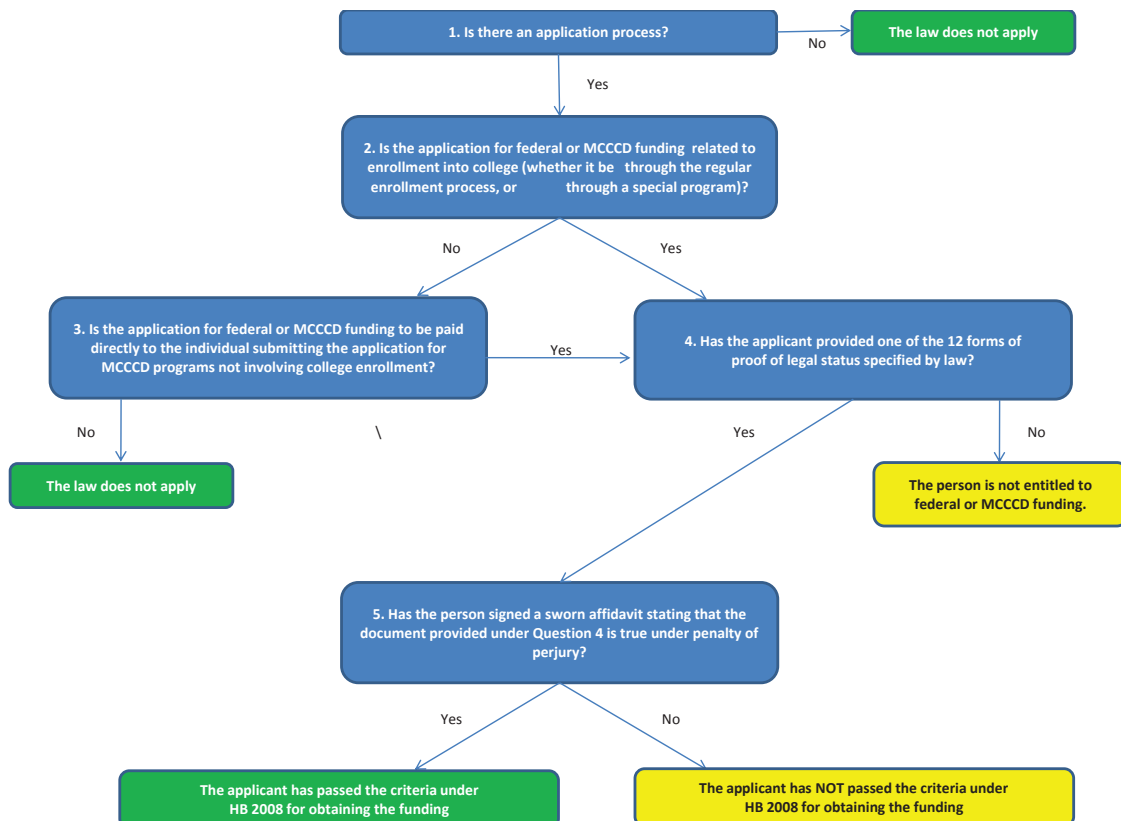 1. Is there an application process?
No
The law does not apply
Yes
2. Is the application for federal or MCCCD funding related to
enrollment into college (whether it be through the regular
enrollment process, or through a special program)?
No
Yes
3. Is the application for federal or MCCCD funding to be paid
directly to the individual submitting the application for
MCCCD programs not involving college enrollment?
Yes
4. Has the applicant provided one of the 12 forms of
proof of legal status specified by law?
No
\
Yes
No
The law does not apply
The person is not entitled to
federal or MCCCD funding.
5. Has the person signed a sworn affidavit stating that the
document provided under Question 4 is true under penalty of
perjury?
Yes
No
The applicant has passed the criteria under
HB 2008 for obtaining the funding
The applicant has NOT passed the criteria under
HB 2008 for obtaining the funding